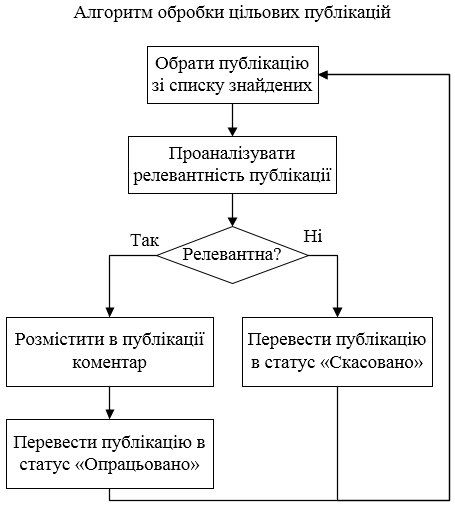 Алгоритм обробки цільових публікацій
Обрати публікацію
зі списку знайдених
Проаналізувати
релевантність публікації
Так
Ні
Релевантна?
Розмістити в публікації
коментар
Перевести публікацію
в статус «Скасовано»
Перевести публікацію в
статус «Опрацьовано»